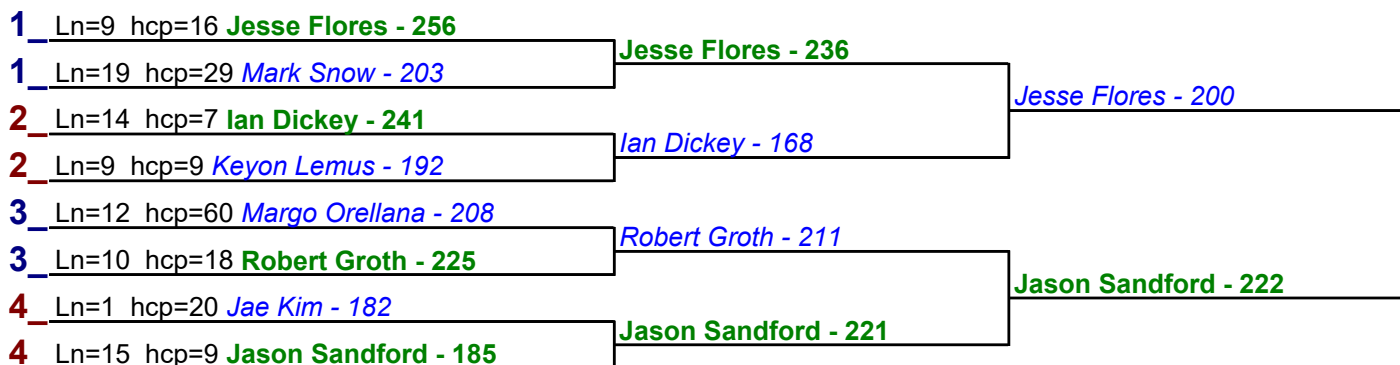 1_ Ln=9 hcp=16 Jesse Flores - 256
Jesse Flores - 236
1_ Ln=19 hcp=29 Mark Snow - 203
Jesse Flores - 200
2_ Ln=14 hcp=7 Ian Dickey - 241
Ian Dickey - 168
2_ Ln=9 hcp=9 Keyon Lemus - 192
3_ Ln=12 hcp=60 Margo Orellana - 208
Robert Groth - 211
3_ Ln=10 hcp=18 Robert Groth - 225
Jason Sandford - 222
4_ Ln=1 hcp=20 Jae Kim - 182
Jason Sandford - 221
4 Ln=15 hcp=9 Jason Sandford - 185